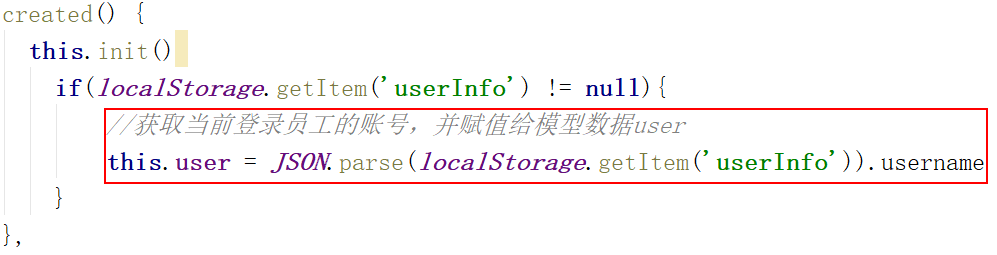 created() {
this.init()
if(localStorage.getItem('userInfo') != null){
//获取当前登录员工的账号，并赋值给模型数据user
this.user = JSON.parse(localStorage.getItem('userInfo')).username
}
},